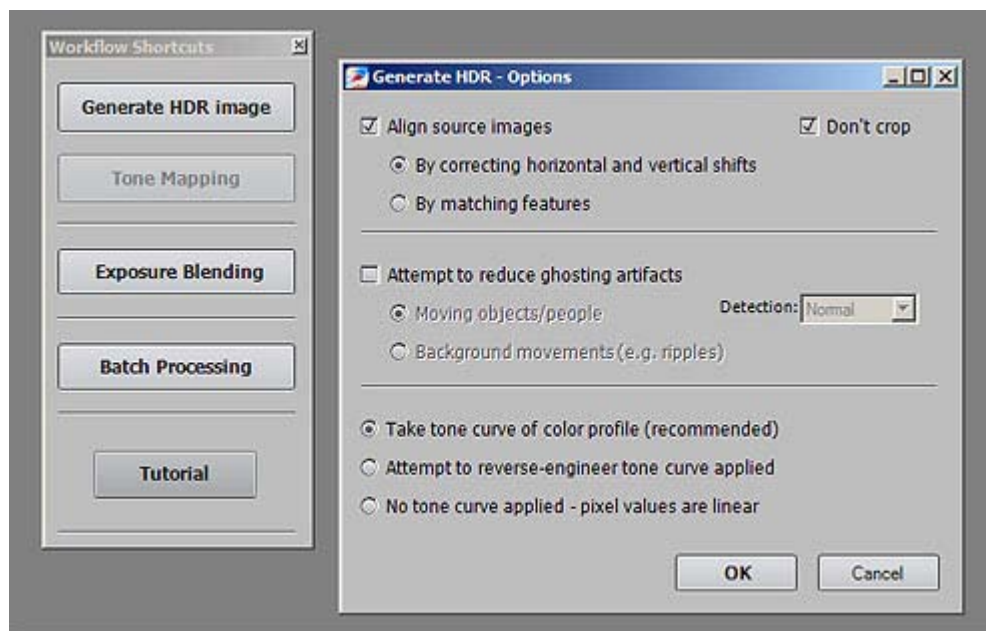 Workflow Shortcuts
Generate HDR image
Tone Mapping
Exposure Blending
Batch Processing
Tutorial
Generate HDR - Options
Align source images
Don't crop
By correcting horizontal and vertical shifts
By matching features
Attempt to reduce ghosting artifacts
Moving objects/people
Detection: Normal
Background movements (e.g. ripples)
Take tone curve of color profile (recommended)
Attempt to reverse-engineer tone curve applied
No tone curve applied - pixel values are linear
OK
Cancel